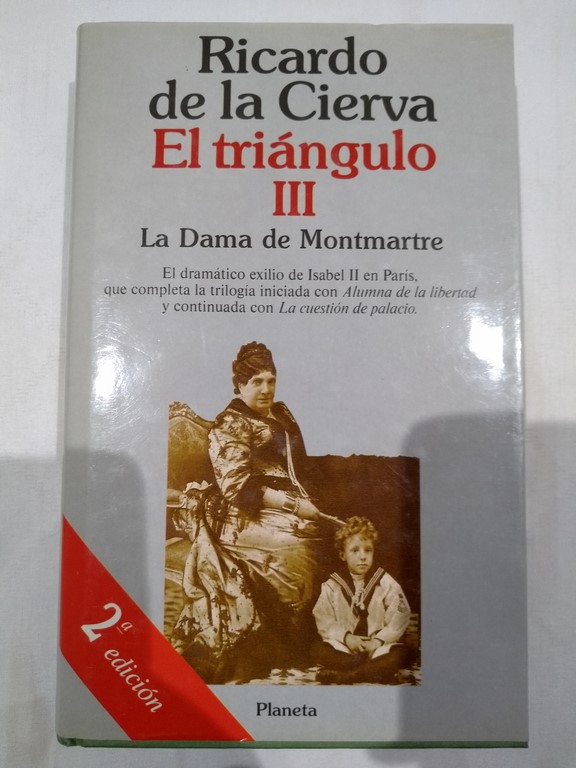 Ricardo
de la Cierva
El triángulo
III
La Dama de Montmartre
El dramático exilio de Isabel II en París,
que completa la trilogía iniciada con Alumna de la libertad
y continuada con La cuestión de palacio.
2ª edición
Planeta